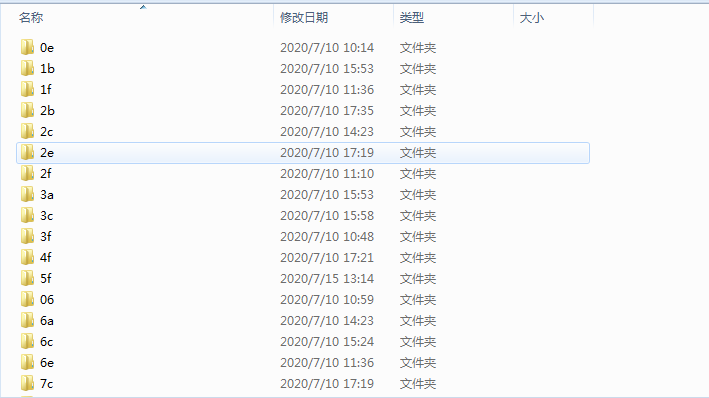 名称 修改日期 类型 大小
0e 2020/7/10 10:14 文件夹
1b 2020/7/10 15:53 文件夹
1f 2020/7/10 11:36 文件夹
2b 2020/7/10 17:35 文件夹
2c 2020/7/10 14:23 文件夹
2e 2020/7/10 17:19 文件夹
2f 2020/7/10 11:10 文件夹
3a 2020/7/10 15:53 文件夹
3c 2020/7/10 15:58 文件夹
3f 2020/7/10 10:48 文件夹
4f 2020/7/10 17:21 文件夹
5f 2020/7/15 13:14 文件夹
06 2020/7/10 10:59 文件夹
6a 2020/7/10 14:23 文件夹
6c 2020/7/10 15:24 文件夹
6e 2020/7/10 11:36 文件夹
7c 2020/7/10 17:19 文件夹